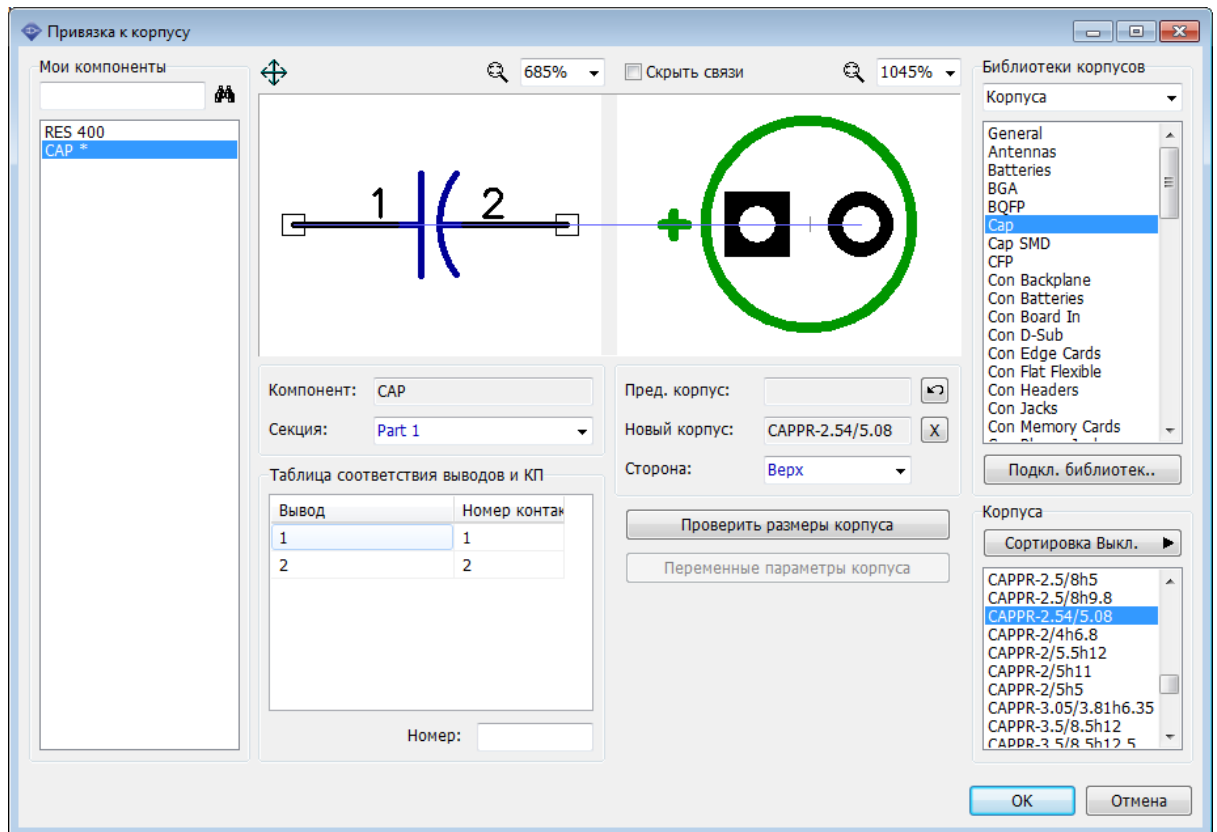 Привязка к корпусу
Мои компоненты
RES 400
CAP *
685%
Скрыть связи
1045%
1
2
Компонент:
CAP
Секция:
Part 1
Таблица соответствия выводов и КП
Вывод
Номер контак
1
1
2
2
Номер:
Пред. корпус:
Новый корпус:
CAPPR-2.54/5.08
X
Сторона:
Верх
Проверить размеры корпуса
Переменные параметры корпуса
Библиотеки корпусов
Корпуса
General
Antennas
Batteries
BGA
BQFP
Cap
Cap SMD
CFP
Con Backplane
Con Batteries
Con Board In
Con D-Sub
Con Edge Cards
Con Flat Flexible
Con Headers
Con Jacks
Con Memory Cards
Подкл. библиотек..
Корпуса
Сортировка Выкл.
CAPPR-2.5/8h5
CAPPR-2.5/8h9.8
CAPPR-2.54/5.08
CAPPR-2/4h6.8
CAPPR-2/5.5h12
CAPPR-2/5h11
CAPPR-2/5h5
CAPPR-3.05/3.81h6.35
CAPPR-3.5/8.5h12
CAPPR-3.5/8.5h12.5
OK
Отмена